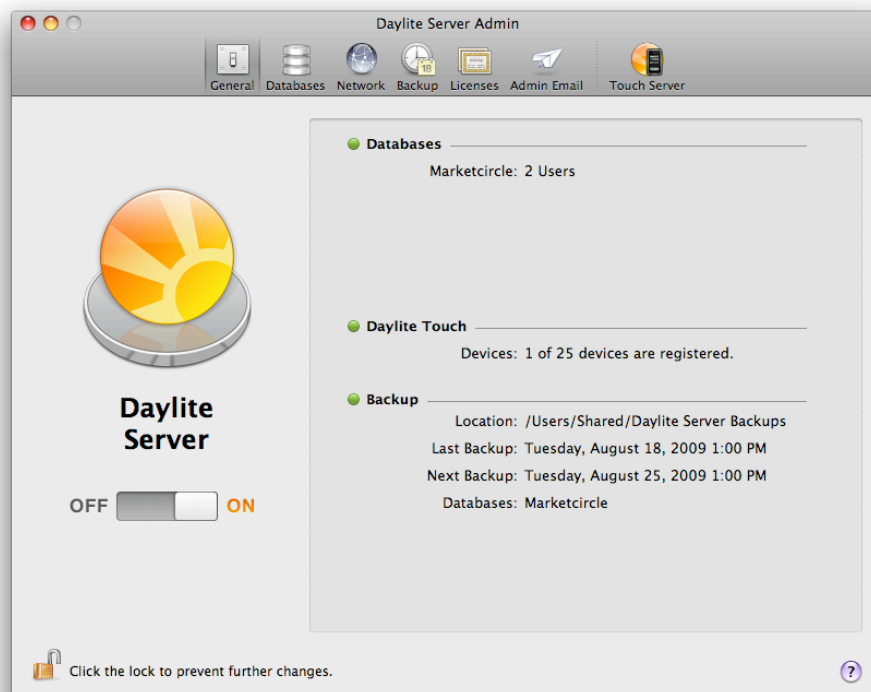 Daylite Server Admin
General Databases Network Backup Licenses Admin Email Touch Server
18
Databases
Marketcircle: 2 Users
Daylite Touch
Devices: 1 of 25 devices are registered.
Backup
Location: /Users/Shared/Daylite Server Backups
Last Backup: Tuesday, August 18, 2009 1:00 PM
Next Backup: Tuesday, August 25, 2009 1:00 PM
Databases: Marketcircle
Daylite
Server
OFF ON
Click the lock to prevent further changes.
?